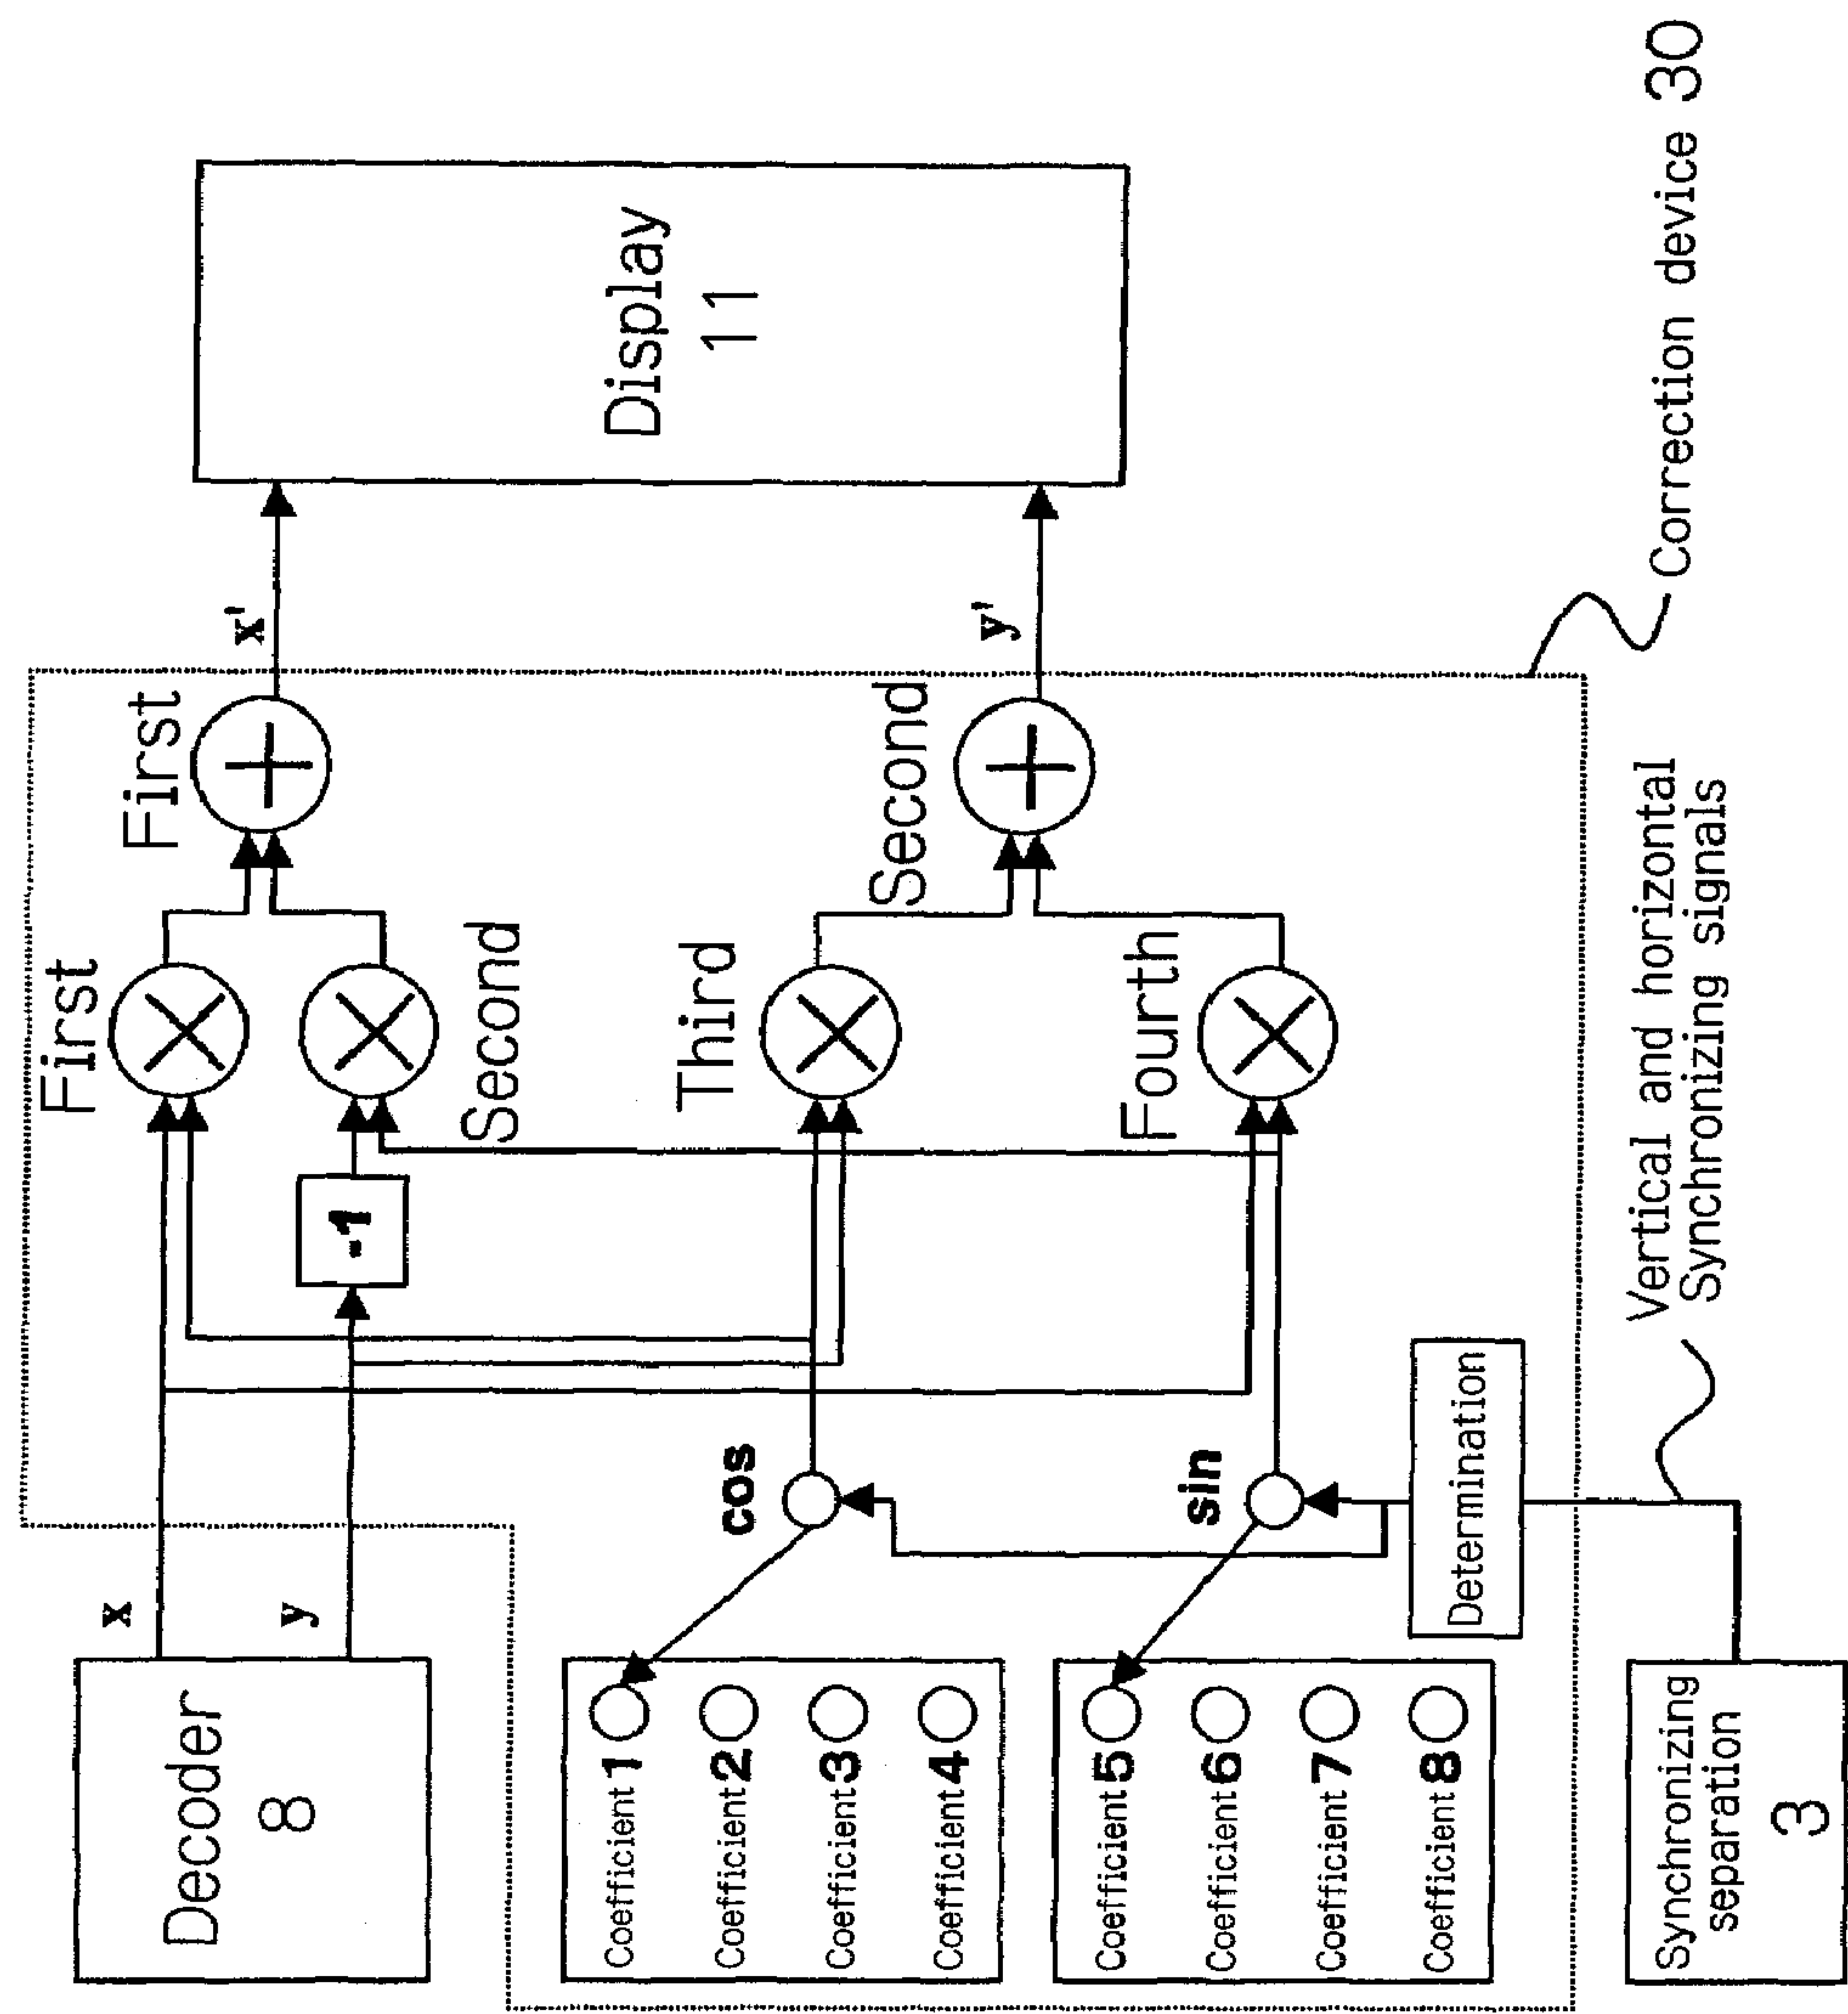 Decoder
8
x
y
-1
First
Second
First
x'
Display
11
Third
Fourth
Second
y'
cos
sin
Coefficient 1
Coefficient 2
Coefficient 3
Coefficient 4
Coefficient 5
Coefficient 6
Coefficient 7
Coefficient 8
Determination
Synchronizing
separation
3
Vertical and horizontal
Synchronizing signals
Correction device 30